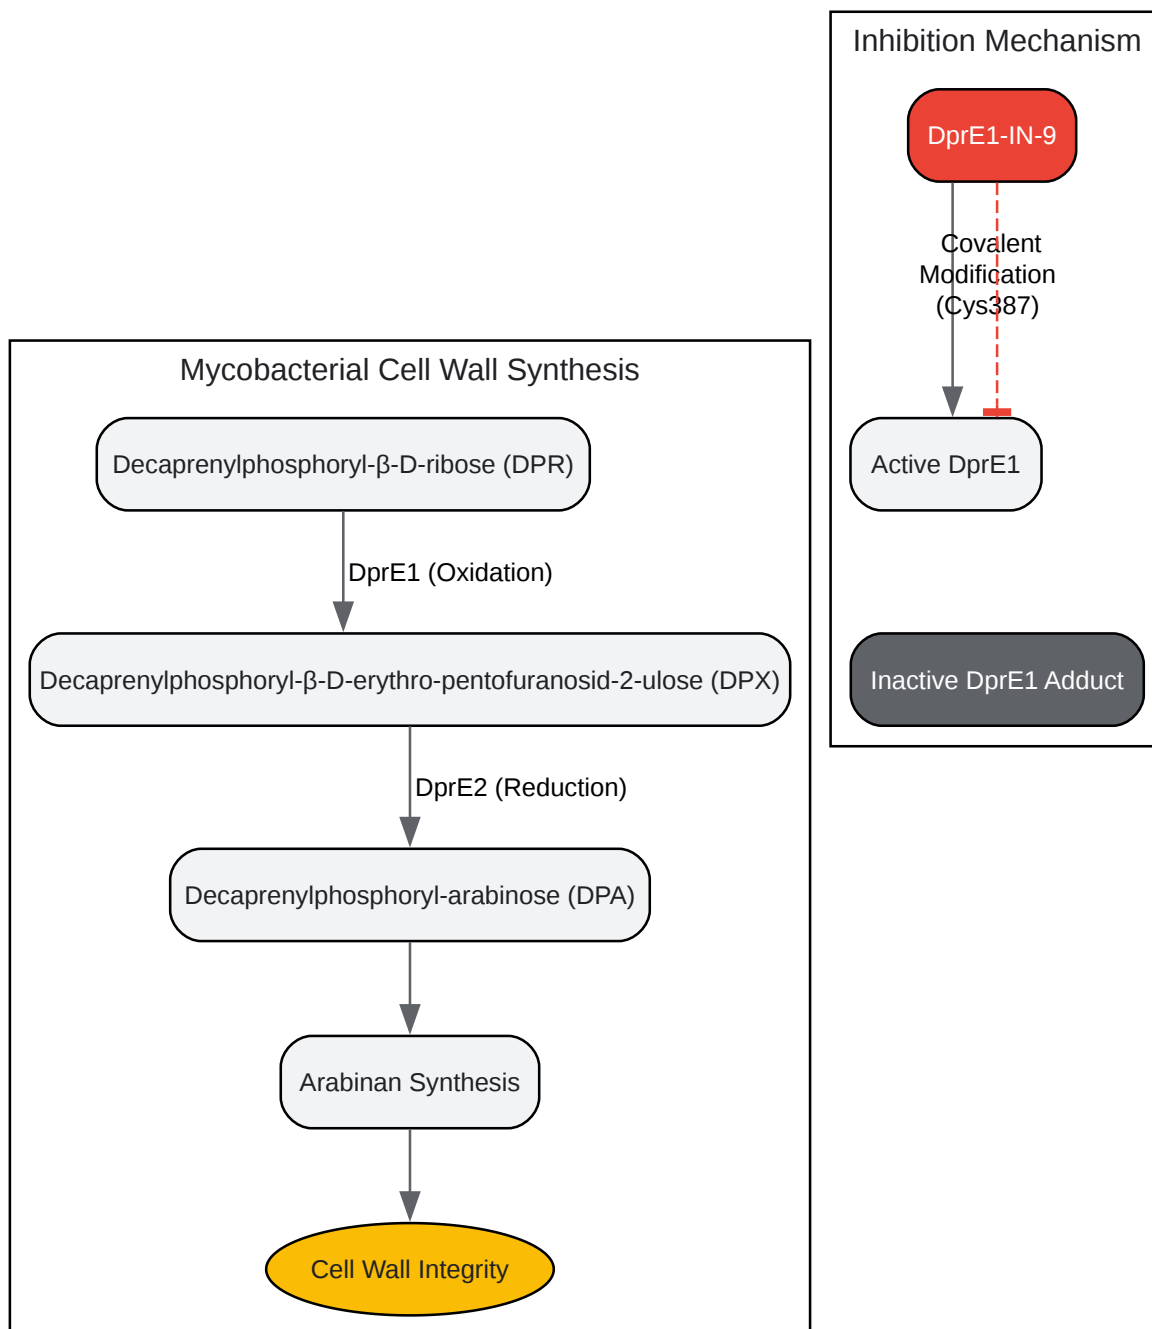 Inhibition Mechanism
DprE1-IN-9
Covalent
Modification
(Cys387)
Active DprE1
Inactive DprE1 Adduct
Mycobacterial Cell Wall Synthesis
Decaprenylphosphoryl-β-D-ribose (DPR)
DprE1 (Oxidation)
Decaprenylphosphoryl-β-D-erythro-pentofuranosid-2-ulose (DPX)
DprE2 (Reduction)
Decaprenylphosphoryl-arabinose (DPA)
Arabinan Synthesis
Cell Wall Integrity